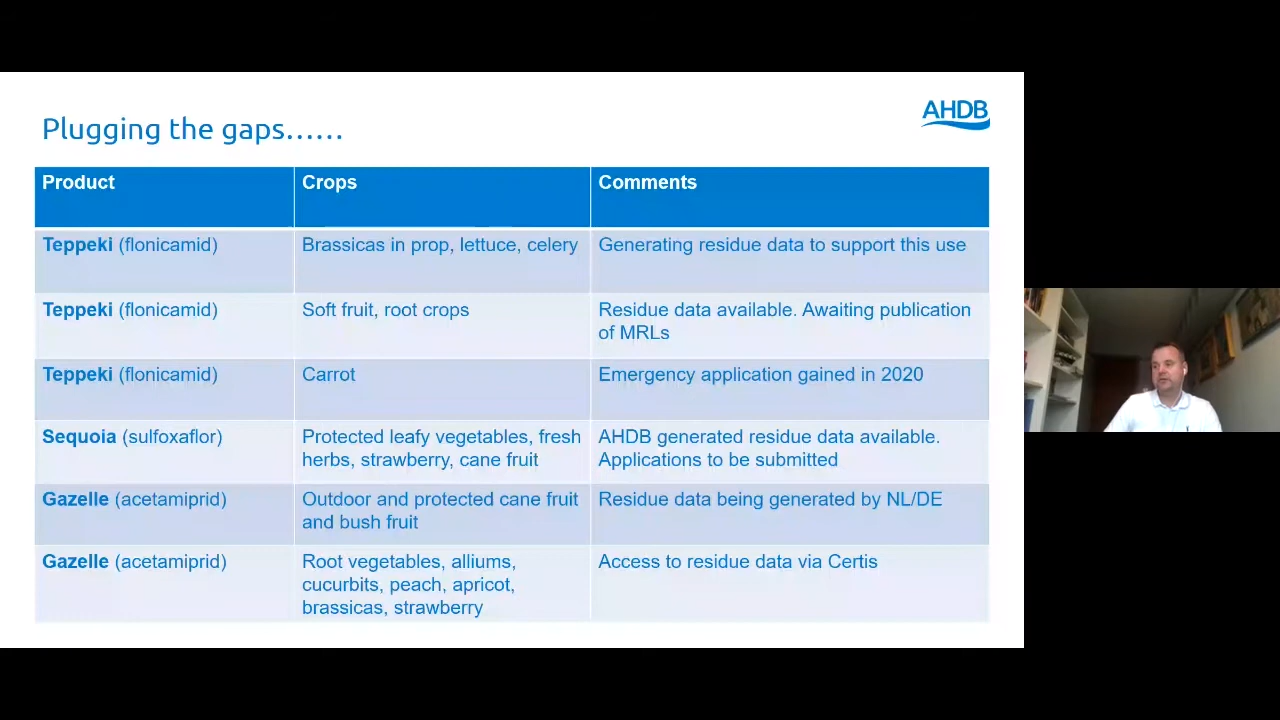 AHDB
Plugging the gaps......
Product Crops Comments
Teppeki (flonicamid) Brassicas in prop, lettuce, celery Generating residue data to support this use
Teppeki (flonicamid) Soft fruit, root crops Residue data available. Awaiting publication
of MRLs
Teppeki (flonicamid) Carrot Emergency application gained in 2020
Sequoia (sulfoxaflor) Protected leafy vegetables, fresh AHDB generated residue data available.
herbs, strawberry, cane fruit Applications to be submitted
Gazelle (acetamiprid) Outdoor and protected cane fruit Residue data being generated by NL/DE
and bush fruit
Gazelle (acetamiprid) Root vegetables, alliums, Access to residue data via Certis
cucurbits, peach, apricot,
brassicas, strawberry